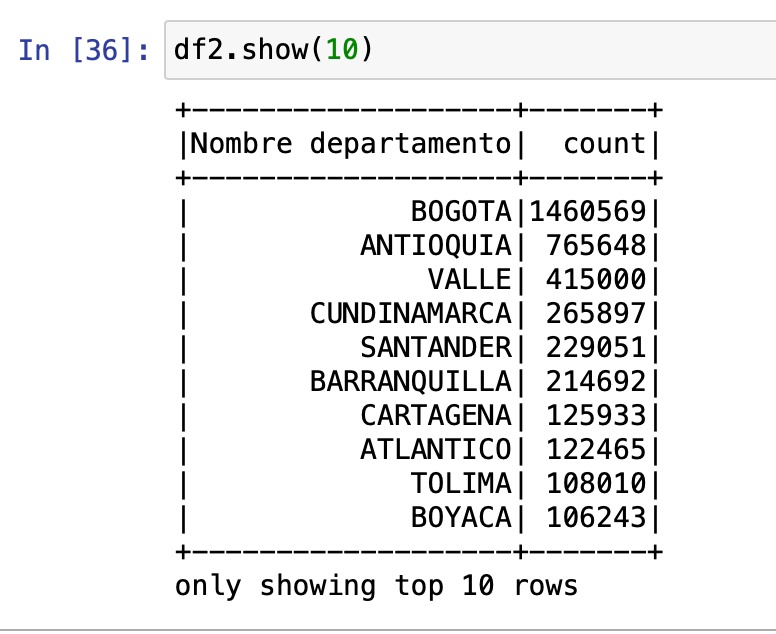 In [36]: df2.show(10)
+-------------------+-------+
|Nombre departamento|  count|
+-------------------+-------+
|             BOGOTA|1460569|
|          ANTIOQUIA| 765648|
|              VALLE| 415000|
|       CUNDINAMARCA| 265897|
|          SANTANDER| 229051|
|       BARRANQUILLA| 214692|
|          CARTAGENA| 125933|
|          ATLANTICO| 122465|
|             TOLIMA| 108010|
|             BOYACA| 106243|
+-------------------+-------+
only showing top 10 rows